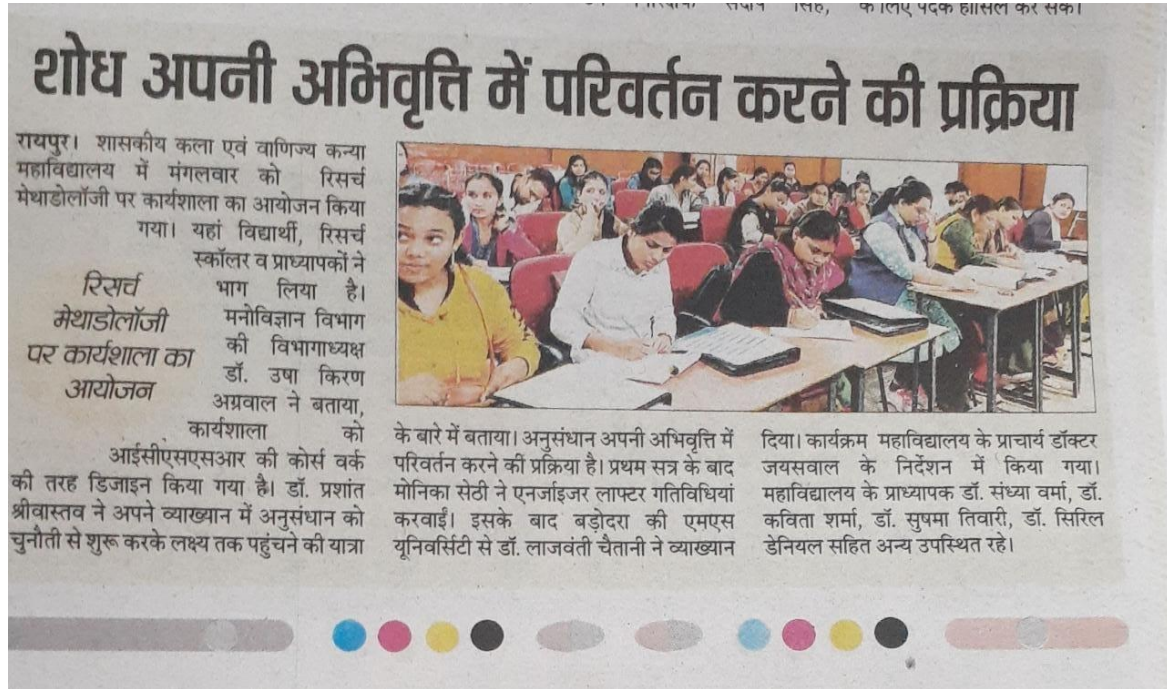 सिंह, के लिए पदक हासिल कर सकें।
शोध अपनी अभिवृत्ति में परिवर्तन करने की प्रक्रिया
रायपुर। शासकीय कला एवं वाणिज्य कन्या
महाविद्यालय में मंगलवार को रिसर्च
मेथाडोलॉजी पर कार्यशाला का आयोजन किया
गया। यहां विद्यार्थी, रिसर्च
स्कॉलर व प्राध्यापकों ने
भाग लिया है।
मनोविज्ञान विभाग
की विभागाध्यक्ष
डॉ. उषा किरण
अग्रवाल ने बताया,
कार्यशाला को
आईसीएसएसआर की कोर्स वर्क
की तरह डिजाइन किया गया है। डॉ. प्रशांत
श्रीवास्तव ने अपने व्याख्यान में अनुसंधान को
चुनौती से शुरू करके लक्ष्य तक पहुंचने की यात्रा
रिसर्च
मेथाडोलॉजी
पर कार्यशाला का
आयोजन
के बारे में बताया। अनुसंधान अपनी अभिवृत्ति में
परिवर्तन करने की प्रक्रिया है। प्रथम सत्र के बाद
मोनिका सेठी ने एनर्जाइजर लाफ्टर गतिविधियां
करवाईं। इसके बाद बड़ोदरा की एमएस
यूनिवर्सिटी से डॉ. लाजवंती चैतानी ने व्याख्यान
दिया। कार्यक्रम महाविद्यालय के प्राचार्य डॉक्टर
जयसवाल के निर्देशन में किया गया।
महाविद्यालय के प्राध्यापक डॉ. संध्या वर्मा, डॉ.
कविता शर्मा, डॉ. सुषमा तिवारी, डॉ. सिरिल
डेनियल सहित अन्य उपस्थित रहे।